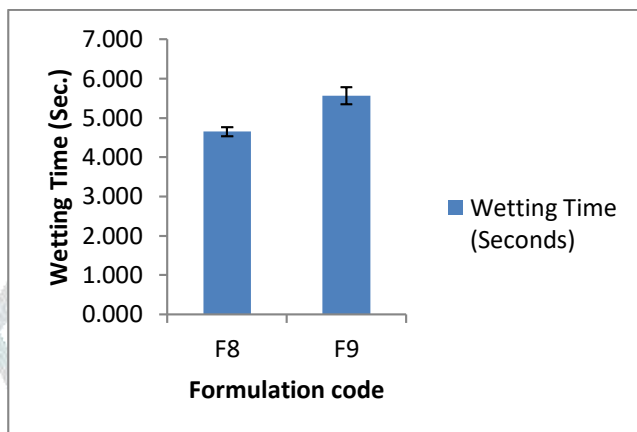 7.000
6.000
5.000
4.000
3.000
2.000
1.000
0.000
Wetting Time (Sec.)
F8
F9
Formulation code
Wetting Time
(Seconds)